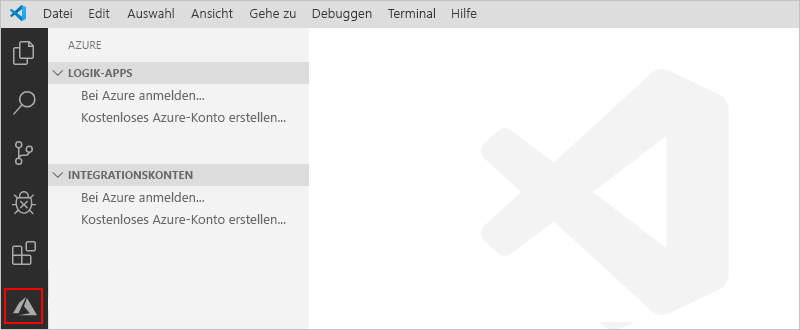 Datei Edit Auswahl Ansicht Gehe zu Debuggen Terminal Hilfe
AZURE
LOGIK-APPS
Bei Azure anmelden...
Kostenloses Azure-Konto erstellen...
INTEGRATIONSKONTEN
Bei Azure anmelden...
Kostenloses Azure-Konto erstellen...